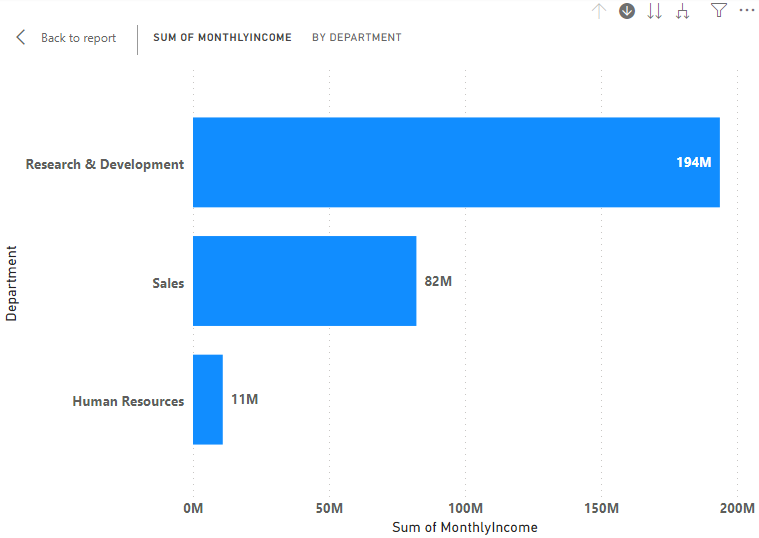 Back to report
SUM OF MONTHLYINCOME
BY DEPARTMENT
Department
Research & Development
194M
Sales
82M
Human Resources
11M
0M
50M
100M
150M
200M
Sum of MonthlyIncome